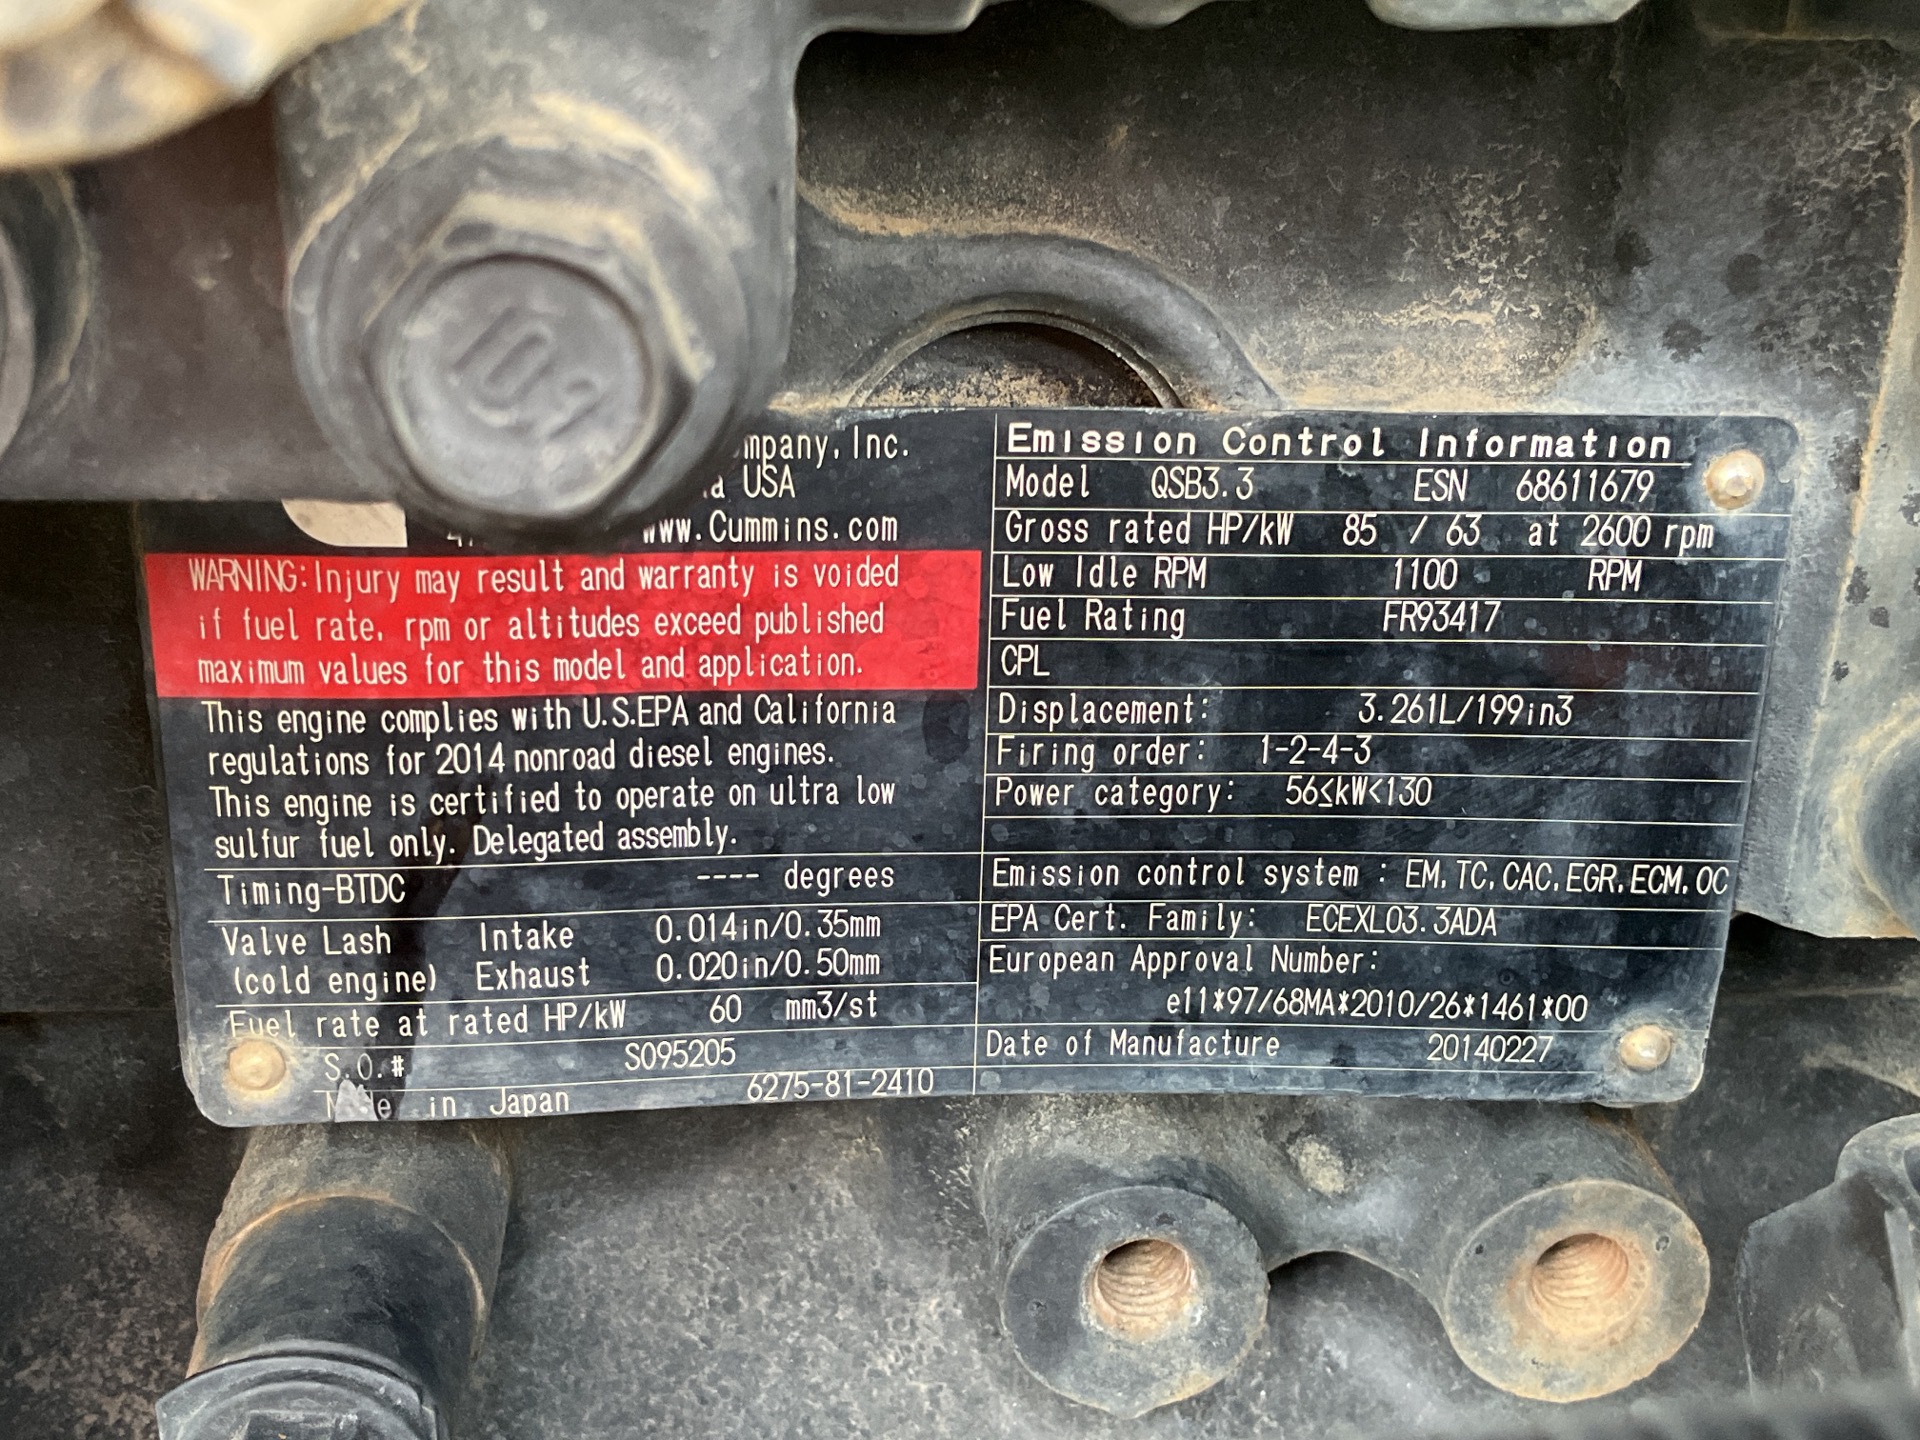 10.9
Inc.
USA
www.Cummins.com
WARNING:Injury may result and warranty is voided
if fuel rate, rpm or altitudes exceed published
maximum values for this model and application.
This engine complies with U.S.EPA and California
regulations for 2014 nonroad diesel engines.
This engine is certified to operate on ultra low
sulfur fuel only. Delegated assembly.
Timing-BTDC ---- degrees
Valve Lash Intake 0.014in/0.35mm
(cold engine) Exhaust 0.020in/0.50mm
Fuel rate at rated HP/kW 60 mm3/st
S.O.# S095205
in Japan 6275-81-2410
Emission Control Information
Model QSB3.3 ESN 68611679
Gross rated HP/kW 85 / 63 at 2600 rpm
Low Idle RPM 1100 RPM
Fuel Rating FR93417
CPL
Displacement: 3.261L/199in3
Firing order: 1-2-4-3
Power category: 56≤kW<130
Emission control system : EM, TC, CAC, EGR, ECM, OC
EPA Cert. Family: ECEXL03.3ADA
European Approval Number:
e11*97/68MA*2010/26*1461*00
Date of Manufacture 20140227